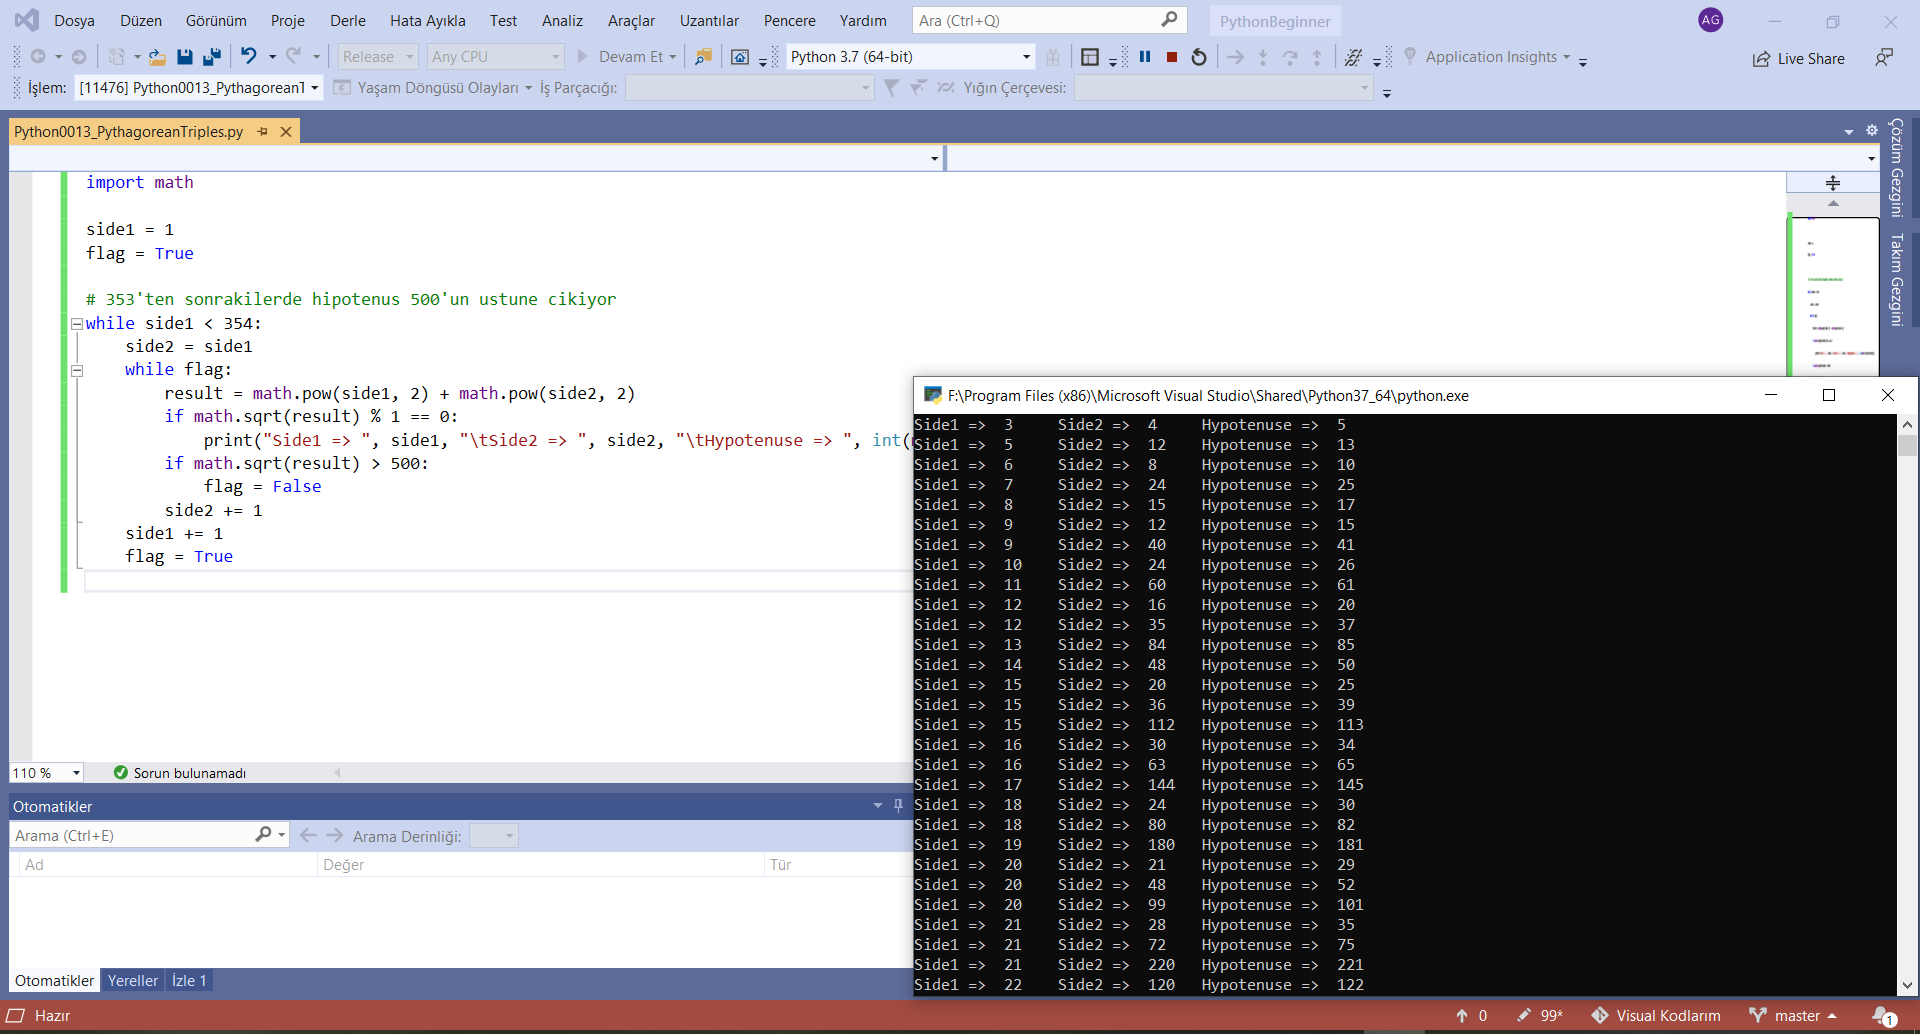 Dosya Düzen Görünüm Proje Derle Hata Ayıkla Test Analiz Araçlar Uzantılar Pencere Yardım Ara (Ctrl+Q) PythonBeginner AG
Release Any CPU Devam Et Python 3.7 (64-bit) Application Insights Live Share
İşlem: [11476] Python0013_Pythagorean Yaşam Döngüsü Olayları İş Parçacığı: Yığın Çerçevesi:
Python0013_PythagoreanTriples.py
Çözüm Gezgini
Takım Gezgini
import math
side1 = 1
flag = True
# 353'ten sonrakilerde hipotenus 500'un ustune cikiyor
while side1 < 354:
    side2 = side1
    while flag:
        result = math.pow(side1, 2) + math.pow(side2, 2)
        if math.sqrt(result) % 1 == 0:
            print("Side1 => ", side1, "\tSide2 => ", side2, "\tHypotenuse => ", int(
        if math.sqrt(result) > 500:
            flag = False
        side2 += 1
    side1 += 1
    flag = True
110 % Sorun bulunamadı
Otomatikler
Arama (Ctrl+E) Arama Derinliği:
Ad Değer Tür
Otomatikler Yereller İzle 1
F:\Program Files (x86)\Microsoft Visual Studio\Shared\Python37_64\python.exe
Side1 => 3 Side2 => 4 Hypotenuse => 5
Side1 => 5 Side2 => 12 Hypotenuse => 13
Side1 => 6 Side2 => 8 Hypotenuse => 10
Side1 => 7 Side2 => 24 Hypotenuse => 25
Side1 => 8 Side2 => 15 Hypotenuse => 17
Side1 => 9 Side2 => 12 Hypotenuse => 15
Side1 => 9 Side2 => 40 Hypotenuse => 41
Side1 => 10 Side2 => 24 Hypotenuse => 26
Side1 => 11 Side2 => 60 Hypotenuse => 61
Side1 => 12 Side2 => 16 Hypotenuse => 20
Side1 => 12 Side2 => 35 Hypotenuse => 37
Side1 => 13 Side2 => 84 Hypotenuse => 85
Side1 => 14 Side2 => 48 Hypotenuse => 50
Side1 => 15 Side2 => 20 Hypotenuse => 25
Side1 => 15 Side2 => 36 Hypotenuse => 39
Side1 => 15 Side2 => 112 Hypotenuse => 113
Side1 => 16 Side2 => 30 Hypotenuse => 34
Side1 => 16 Side2 => 63 Hypotenuse => 65
Side1 => 17 Side2 => 144 Hypotenuse => 145
Side1 => 18 Side2 => 24 Hypotenuse => 30
Side1 => 18 Side2 => 80 Hypotenuse => 82
Side1 => 19 Side2 => 180 Hypotenuse => 181
Side1 => 20 Side2 => 21 Hypotenuse => 29
Side1 => 20 Side2 => 48 Hypotenuse => 52
Side1 => 20 Side2 => 99 Hypotenuse => 101
Side1 => 21 Side2 => 28 Hypotenuse => 35
Side1 => 21 Side2 => 72 Hypotenuse => 75
Side1 => 21 Side2 => 220 Hypotenuse => 221
Side1 => 22 Side2 => 120 Hypotenuse => 122
Hazır 0 99* Visual Kodlarım master 1